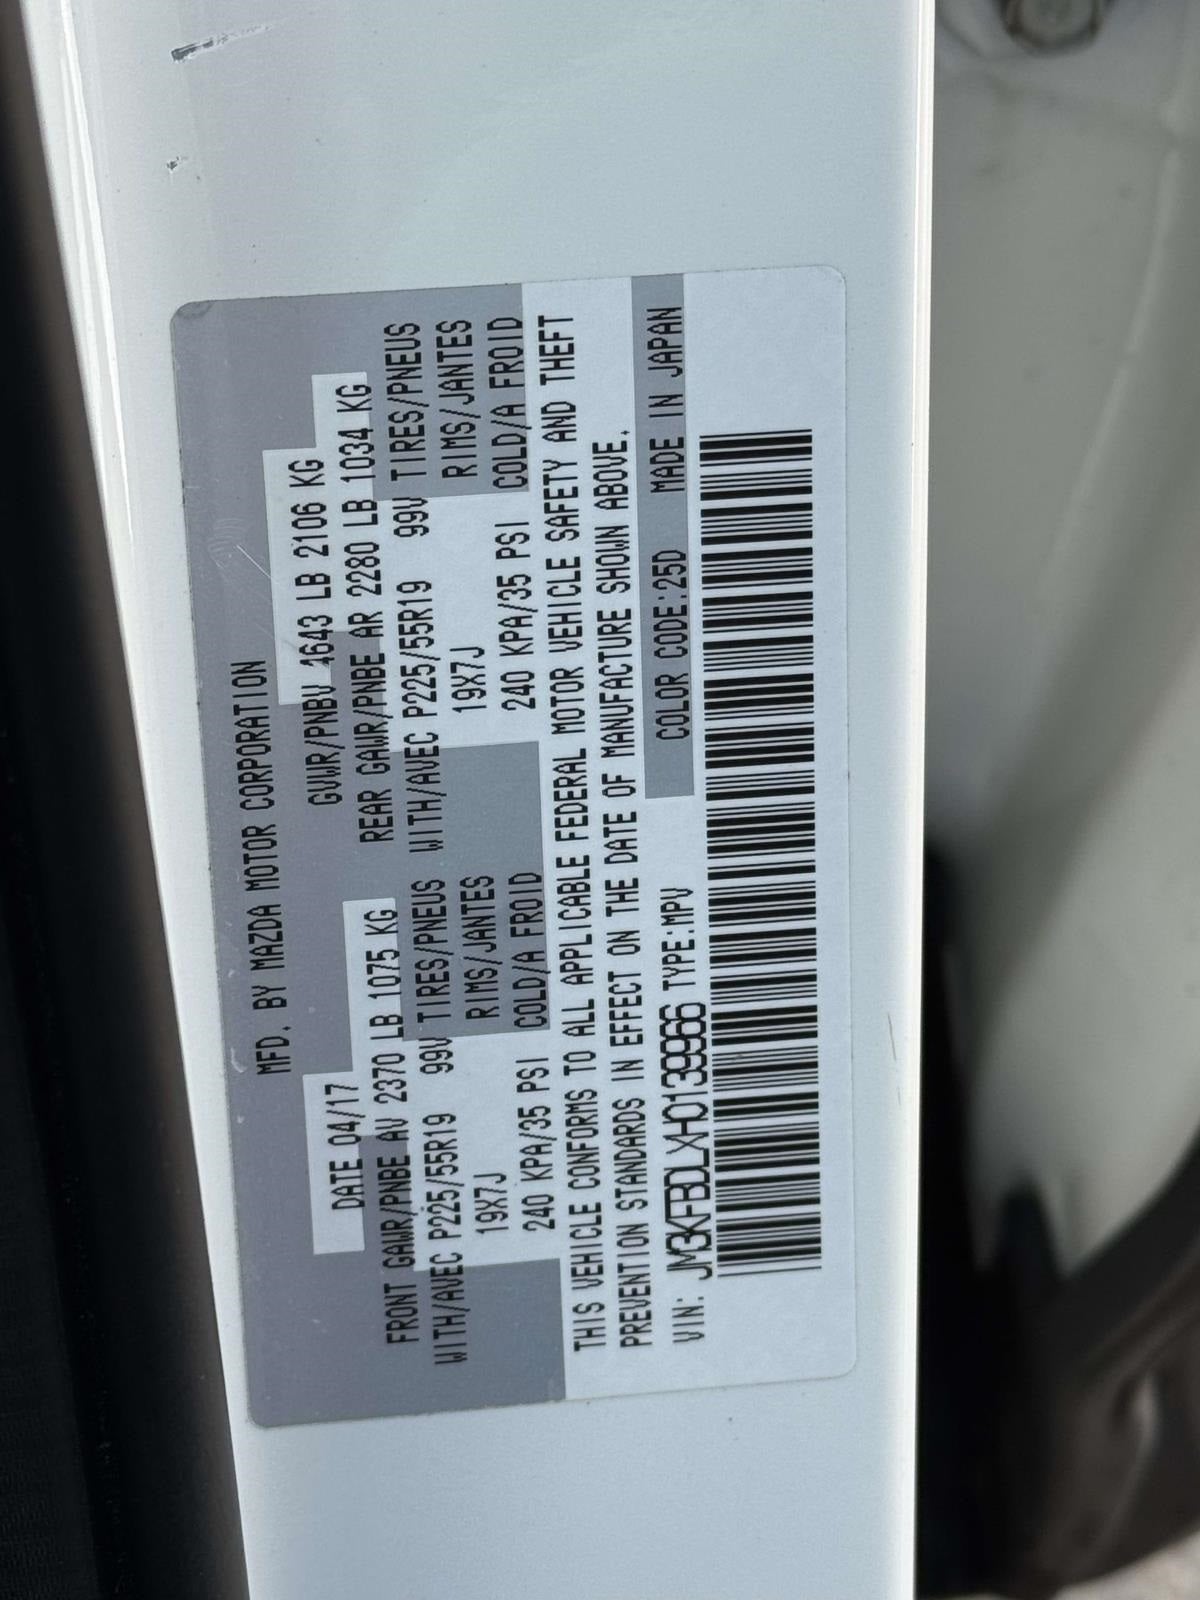 MFD. BY MAZDA MOTOR CORPORATION
DATE 04/17 GVWR/PNBV 4643 LB 2106 KG
FRONT GAWR/PNBE AV 2370 LB 1075 KG REAR GAWR/PNBE AR 2280 LB 1034 KG
WITH/AVEC P225/55R19 99V TIRES/PNEUS WITH/AVEC P225/55R19 99V TIRES/PNEUS
19X7J RIMS/JANTES 19X7J RIMS/JANTES
240 KPA/35 PSI COLD/A FROID 240 KPA/35 PSI COLD/A FROID
THIS VEHICLE CONFORMS TO ALL APPLICABLE FEDERAL MOTOR VEHICLE SAFETY AND THEFT
PREVENTION STANDARDS IN EFFECT ON THE DATE OF MANUFACTURE SHOWN ABOVE.
VIN: JM3KFBDLXH0139966 TYPE:MPV COLOR CODE:25D MADE IN JAPAN